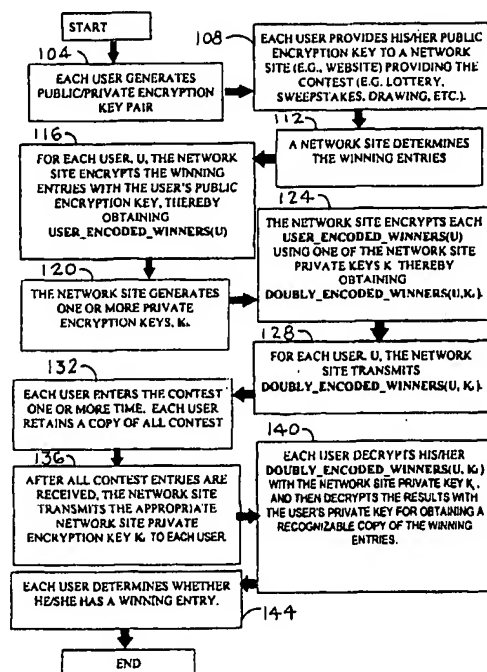 START
104
EACH USER GENERATES
PUBLIC/PRIVATE ENCRYPTION
KEY PAIR
108
EACH USER PROVIDES HIS/HER PUBLIC
ENCRYPTION KEY TO A NETWORK
SITE (E.G., WEBSITE) PROVIDING
THE CONTEST (E.G. LOTTERY,
SWEEPSTAKES, DRAWING, ETC.).
112
A NETWORK SITE DETERMINES
THE WINNING ENTRIES
116
FOR EACH USER, U, THE NETWORK
SITE ENCRYPTS THE WINNING
ENTRIES WITH THE USER'S PUBLIC
ENCRYPTION KEY, THEREBY
OBTAINING
USER_ENCODED_WINNERS(U)
120
THE NETWORK SITE GENERATES
ONE OR MORE PRIVATE
ENCRYPTION KEYS, Kᵢ.
124
THE NETWORK SITE ENCRYPTS EACH
USER_ENCODED_WINNERS(U)
USING ONE OF THE NETWORK SITE
PRIVATE KEYS K THEREBY
OBTAINING
DOUBLY_ENCODED_WINNERS(U,Kᵢ).
128
FOR EACH USER, U, THE NETWORK
SITE TRANSMITS
DOUBLY_ENCODED_WINNERS(U, Kᵢ).
132
EACH USER ENTERS THE CONTEST
ONE OR MORE TIME. EACH USER
RETAINS A COPY OF ALL CONTEST
136
AFTER ALL CONTEST ENTRIES ARE
RECEIVED, THE NETWORK SITE
TRANSMITS THE APPROPRIATE
NETWORK SITE PRIVATE
ENCRYPTION KEY Kᵢ TO EACH USER
140
EACH USER DECRYPTS HIS/HER
DOUBLY_ENCODED_WINNERS(U, Kᵢ)
WITH THE NETWORK SITE PRIVATE KEY Kᵢ,
AND THEN DECRYPTS THE RESULTS WITH
THE USER'S PRIVATE KEY FOR OBTAINING A
RECOGNIZABLE COPY OF THE WINNING
ENTRIES.
EACH USER DETERMINES WHETHER
HE/SHE HAS A WINNING ENTRY.
144
END